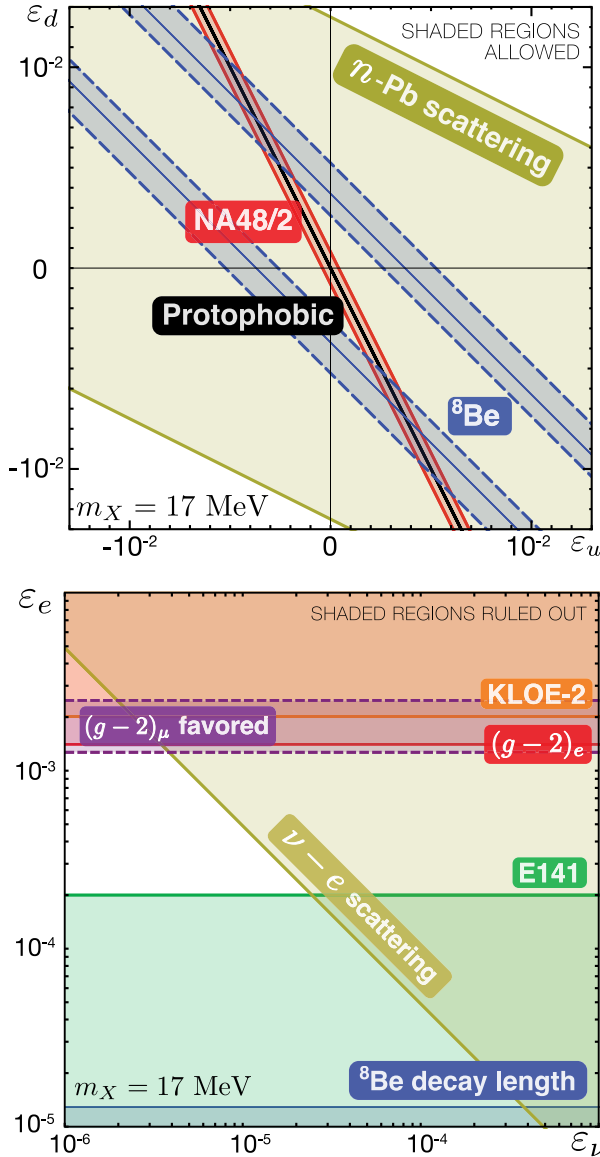 ε_d
SHADED REGIONS
ALLOWED
10⁻²
n-Pb scattering
NA48/2
0
Protophobic
⁸Be
-10⁻²
m_X = 17 MeV
-10⁻² 0 10⁻² ε_u
ε_e
SHADED REGIONS RULED OUT
KLOE-2
(g − 2)_μ favored
(g − 2)_e
10⁻³
ν − e scattering
E141
10⁻⁴
m_X = 17 MeV
⁸Be decay length
10⁻⁵
10⁻⁶ 10⁻⁵ 10⁻⁴ ε_ν